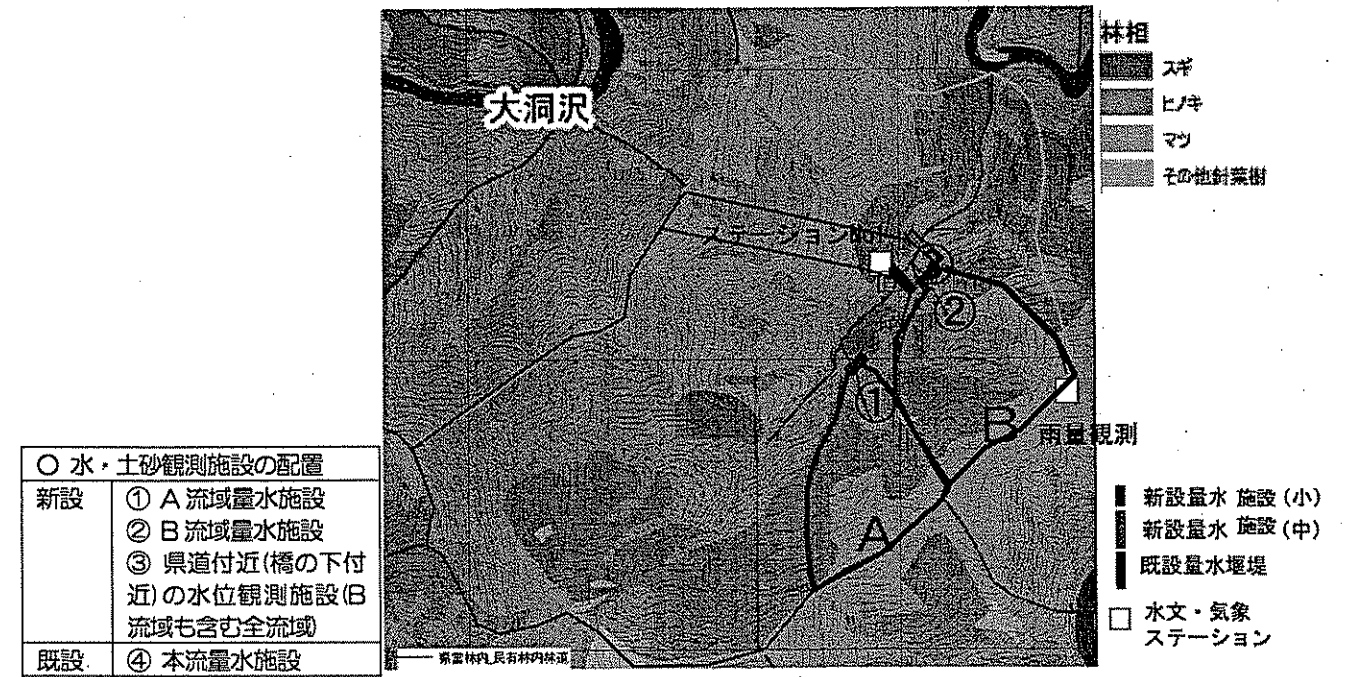 林相
スギ
ヒノキ
マツ
その他針葉樹
大洞沢
ステーションNo1
②
①
B
雨量観測
A
○ 水・土砂観測施設の配置
新設
① A 流域量水施設
② B 流域量水施設
③ 県道付近(橋の下付
近)の水位観測施設(B
流域も含む全流域)
既設
④ 本流量水施設
新設量水 施設(小)
新設量水 施設(中)
既設量水堰堤
水文・気象
ステーション
県営林内_民有林内林道